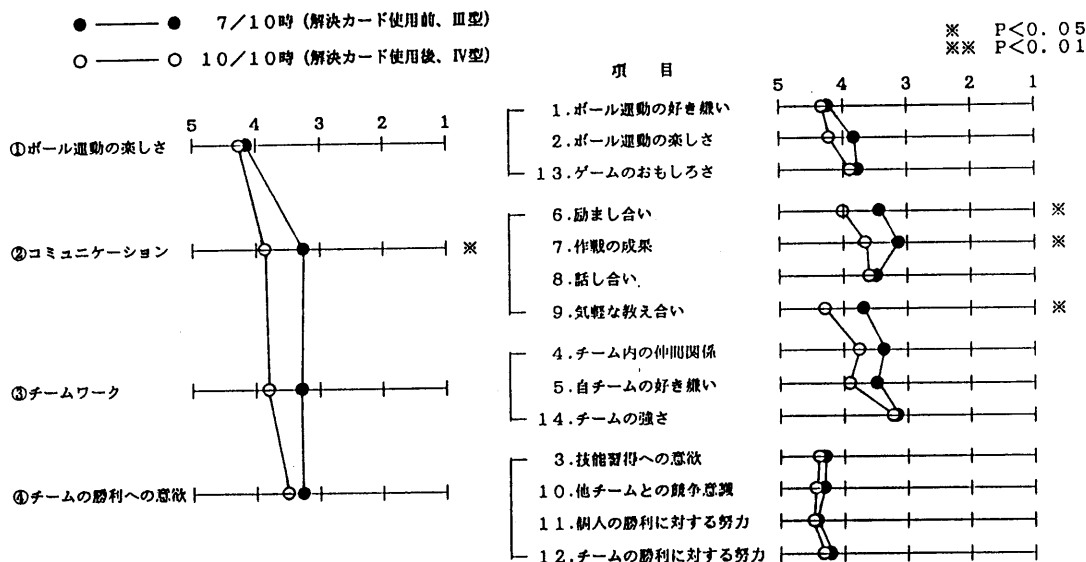 ●――● 7/10時(解決カード使用前、Ⅲ型)
○――○ 10/10時(解決カード使用後、Ⅳ型)
※ P<0.05
※※ P<0.01
5 4 3 2 1
①ボール運動の楽しさ
②コミュニケーション ※
③チームワーク
④チームの勝利への意欲
項 目
5 4 3 2 1
1.ボール運動の好き嫌い
2.ボール運動の楽しさ
13.ゲームのおもしろさ
6.励まし合い ※
7.作戦の成果 ※
8.話し合い
9.気軽な教え合い ※
4.チーム内の仲間関係
5.自チームの好き嫌い
14.チームの強さ
3.技能習得への意欲
10.他チームとの競争意識
11.個人の勝利に対する努力
12.チームの勝利に対する努力